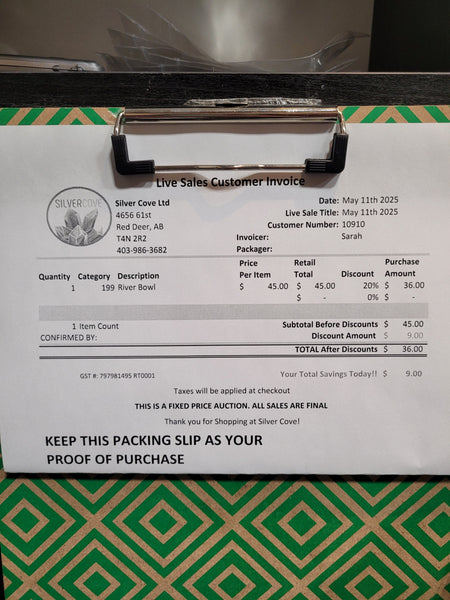 Live Sales Customer Invoice
SILVERCOVE
Silver Cove Ltd
4656 61st
Red Deer, AB
T4N 2R2
403-986-3682
Date: May 11th 2025
Live Sale Title: May 11th 2025
Customer Number: 10910
Invoicer: Sarah
Packager:
Quantity Category Description Price Per Item Retail Total Discount Purchase Amount
1 199 River Bowl $ 45.00 $ 45.00 20% $ 36.00
$ - 0% $ -
1 Item Count Subtotal Before Discounts $ 45.00
CONFIRMED BY: Discount Amount $ 9.00
TOTAL After Discounts $ 36.00
GST #: 797981495 RT0001 Your Total Savings Today!! $ 9.00
Taxes will be applied at checkout
THIS IS A FIXED PRICE AUCTION. ALL SALES ARE FINAL
Thank you for Shopping at Silver Cove!
KEEP THIS PACKING SLIP AS YOUR
PROOF OF PURCHASE